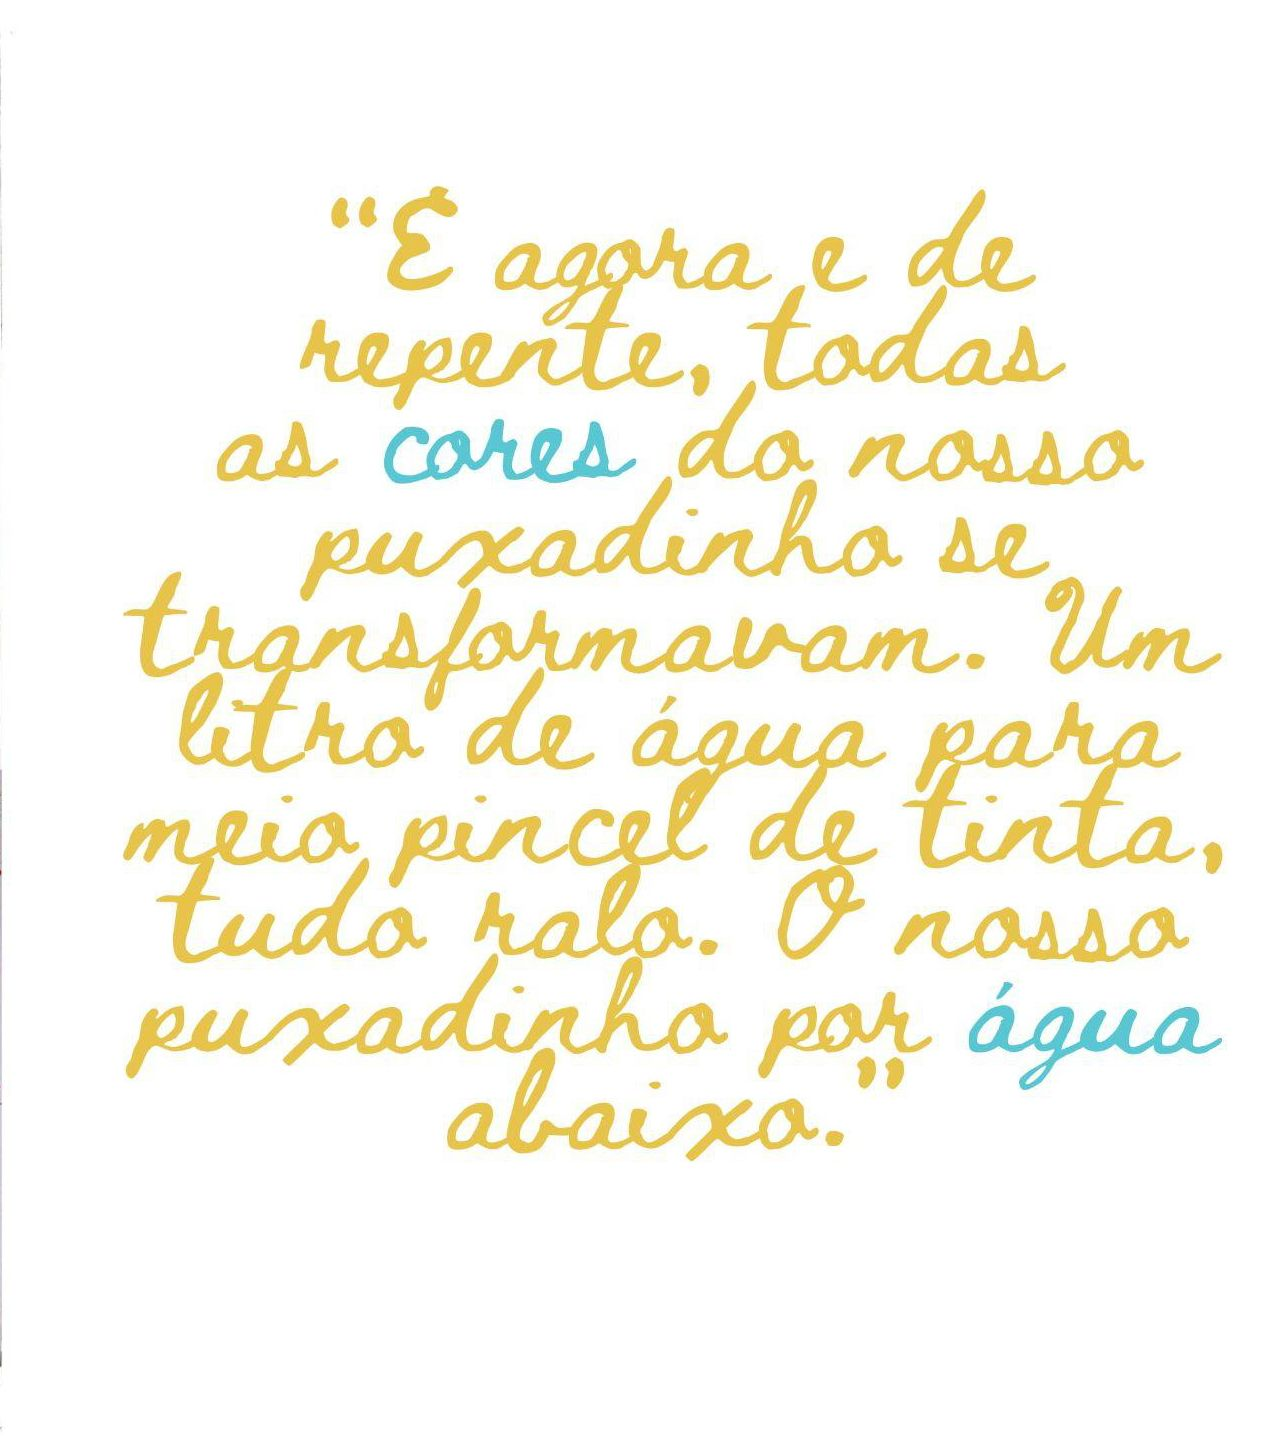 “E agora e de
repente, todas
as cores do nosso
puxadinho se
transformavam. Um
litro de água para
meio pincel de tinta,
tudo ralo. O nosso
puxadinho por água
abaixo.”